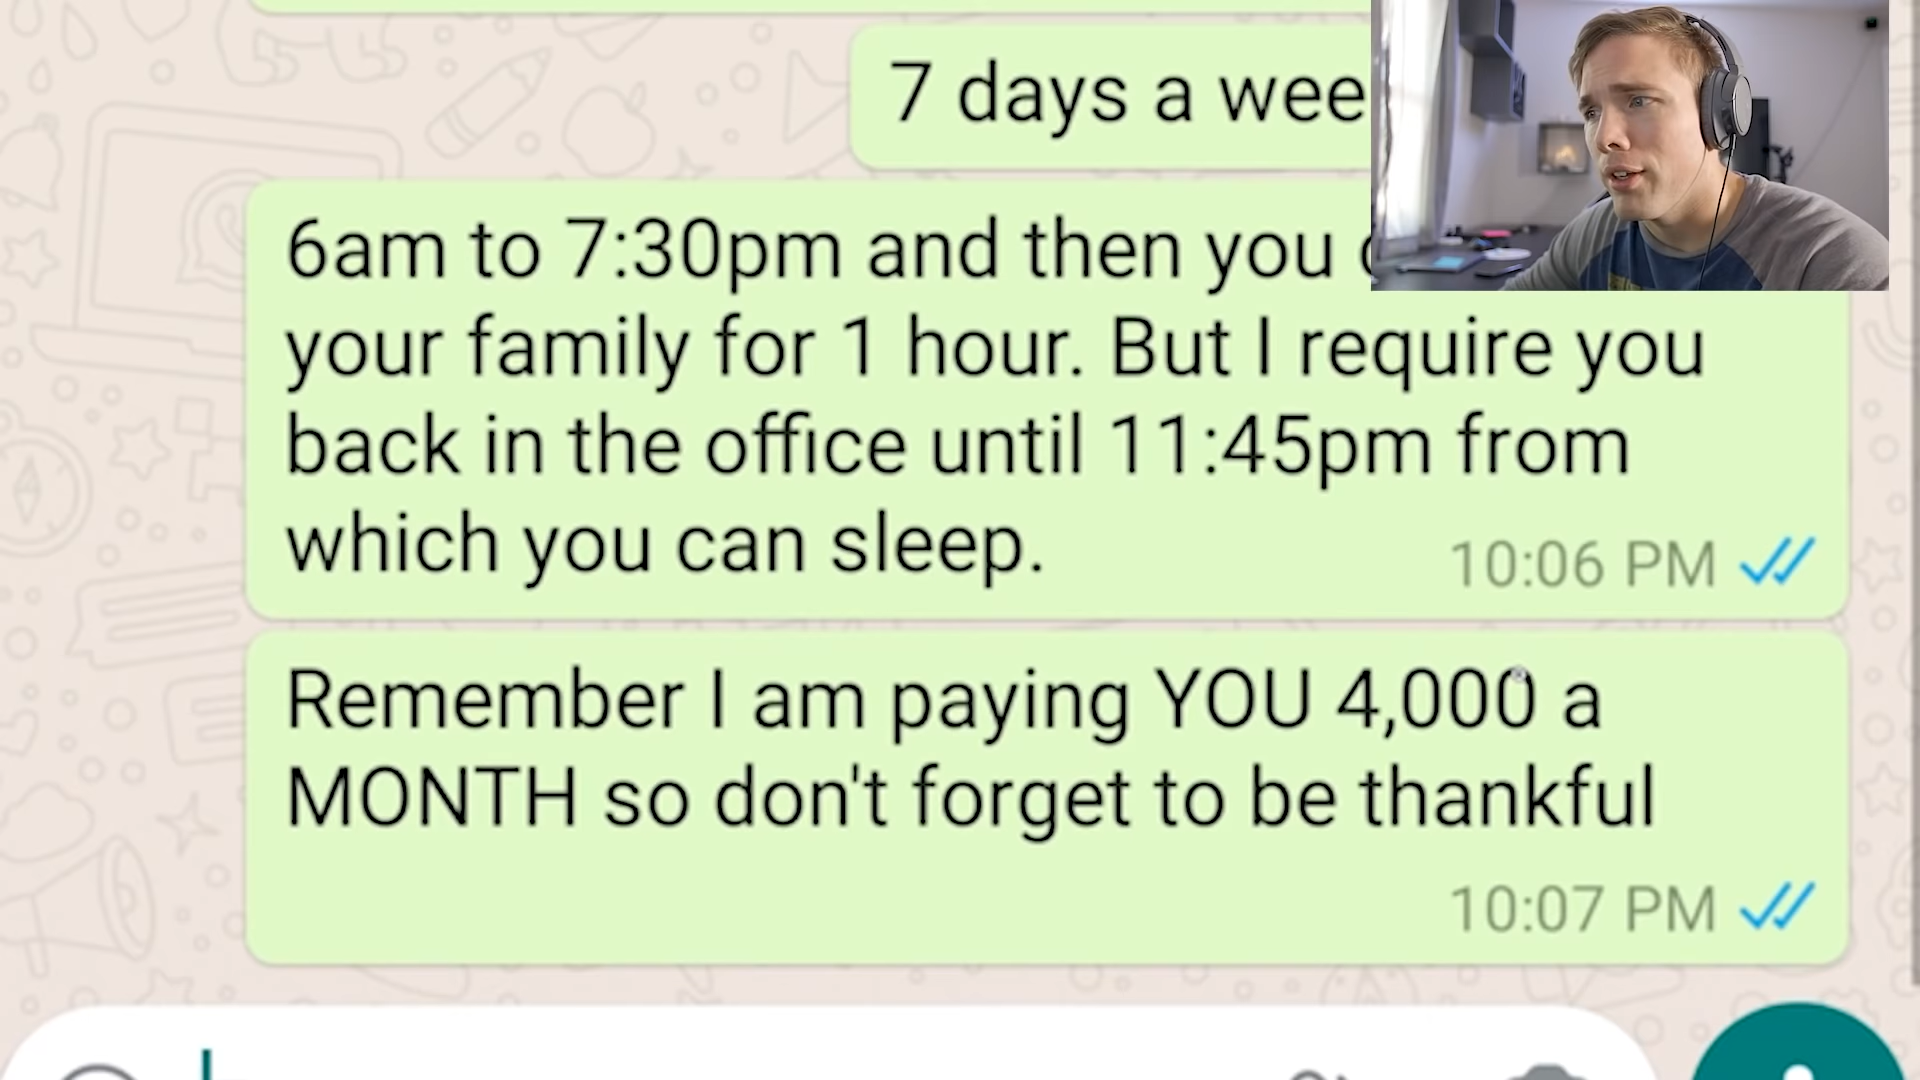 7 days a wee
6am to 7:30pm and then you
your family for 1 hour. But I require you
back in the office until 11:45pm from
which you can sleep.
10:06 PM
Remember I am paying YOU 4,000 a
MONTH so don't forget to be thankful
10:07 PM